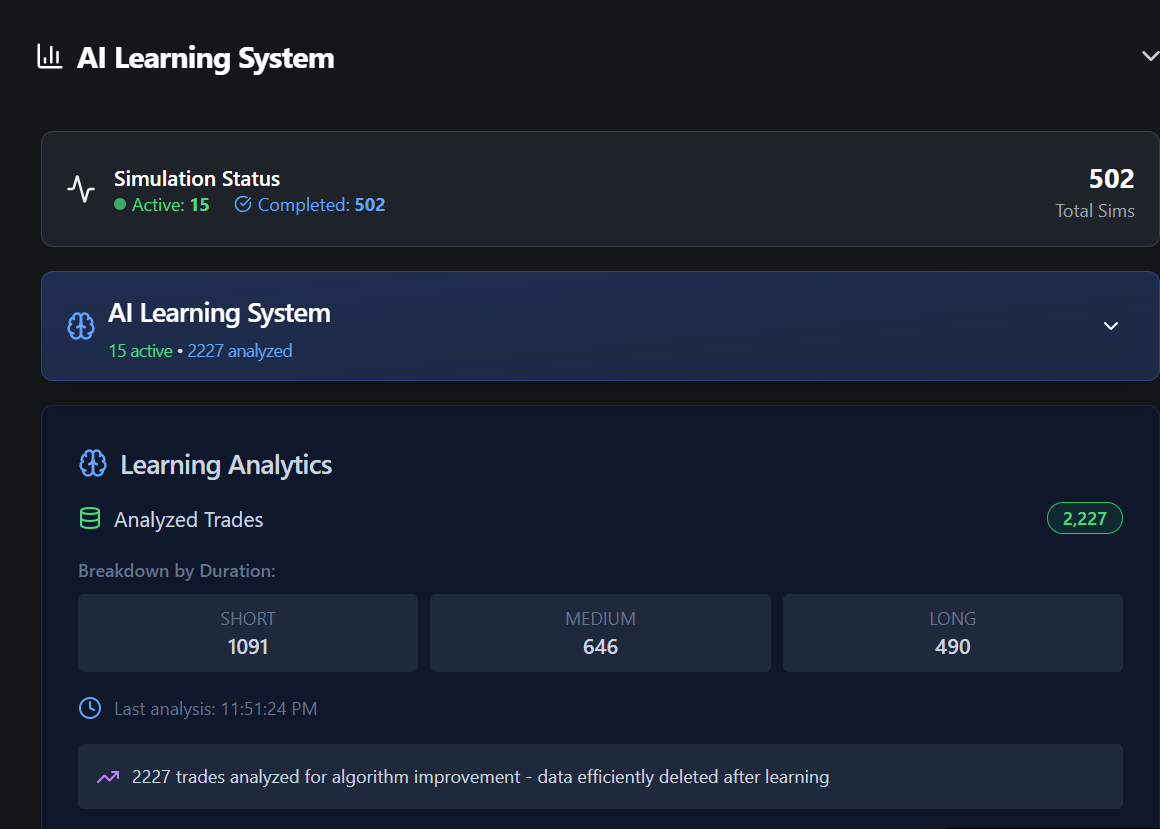 AI Learning System
Simulation Status
Active: 15 Completed: 502
502
Total Sims
AI Learning System
15 active • 2227 analyzed
Learning Analytics
Analyzed Trades
2,227
Breakdown by Duration:
SHORT
1091
MEDIUM
646
LONG
490
Last analysis: 11:51:24 PM
2227 trades analyzed for algorithm improvement - data efficiently deleted after learning